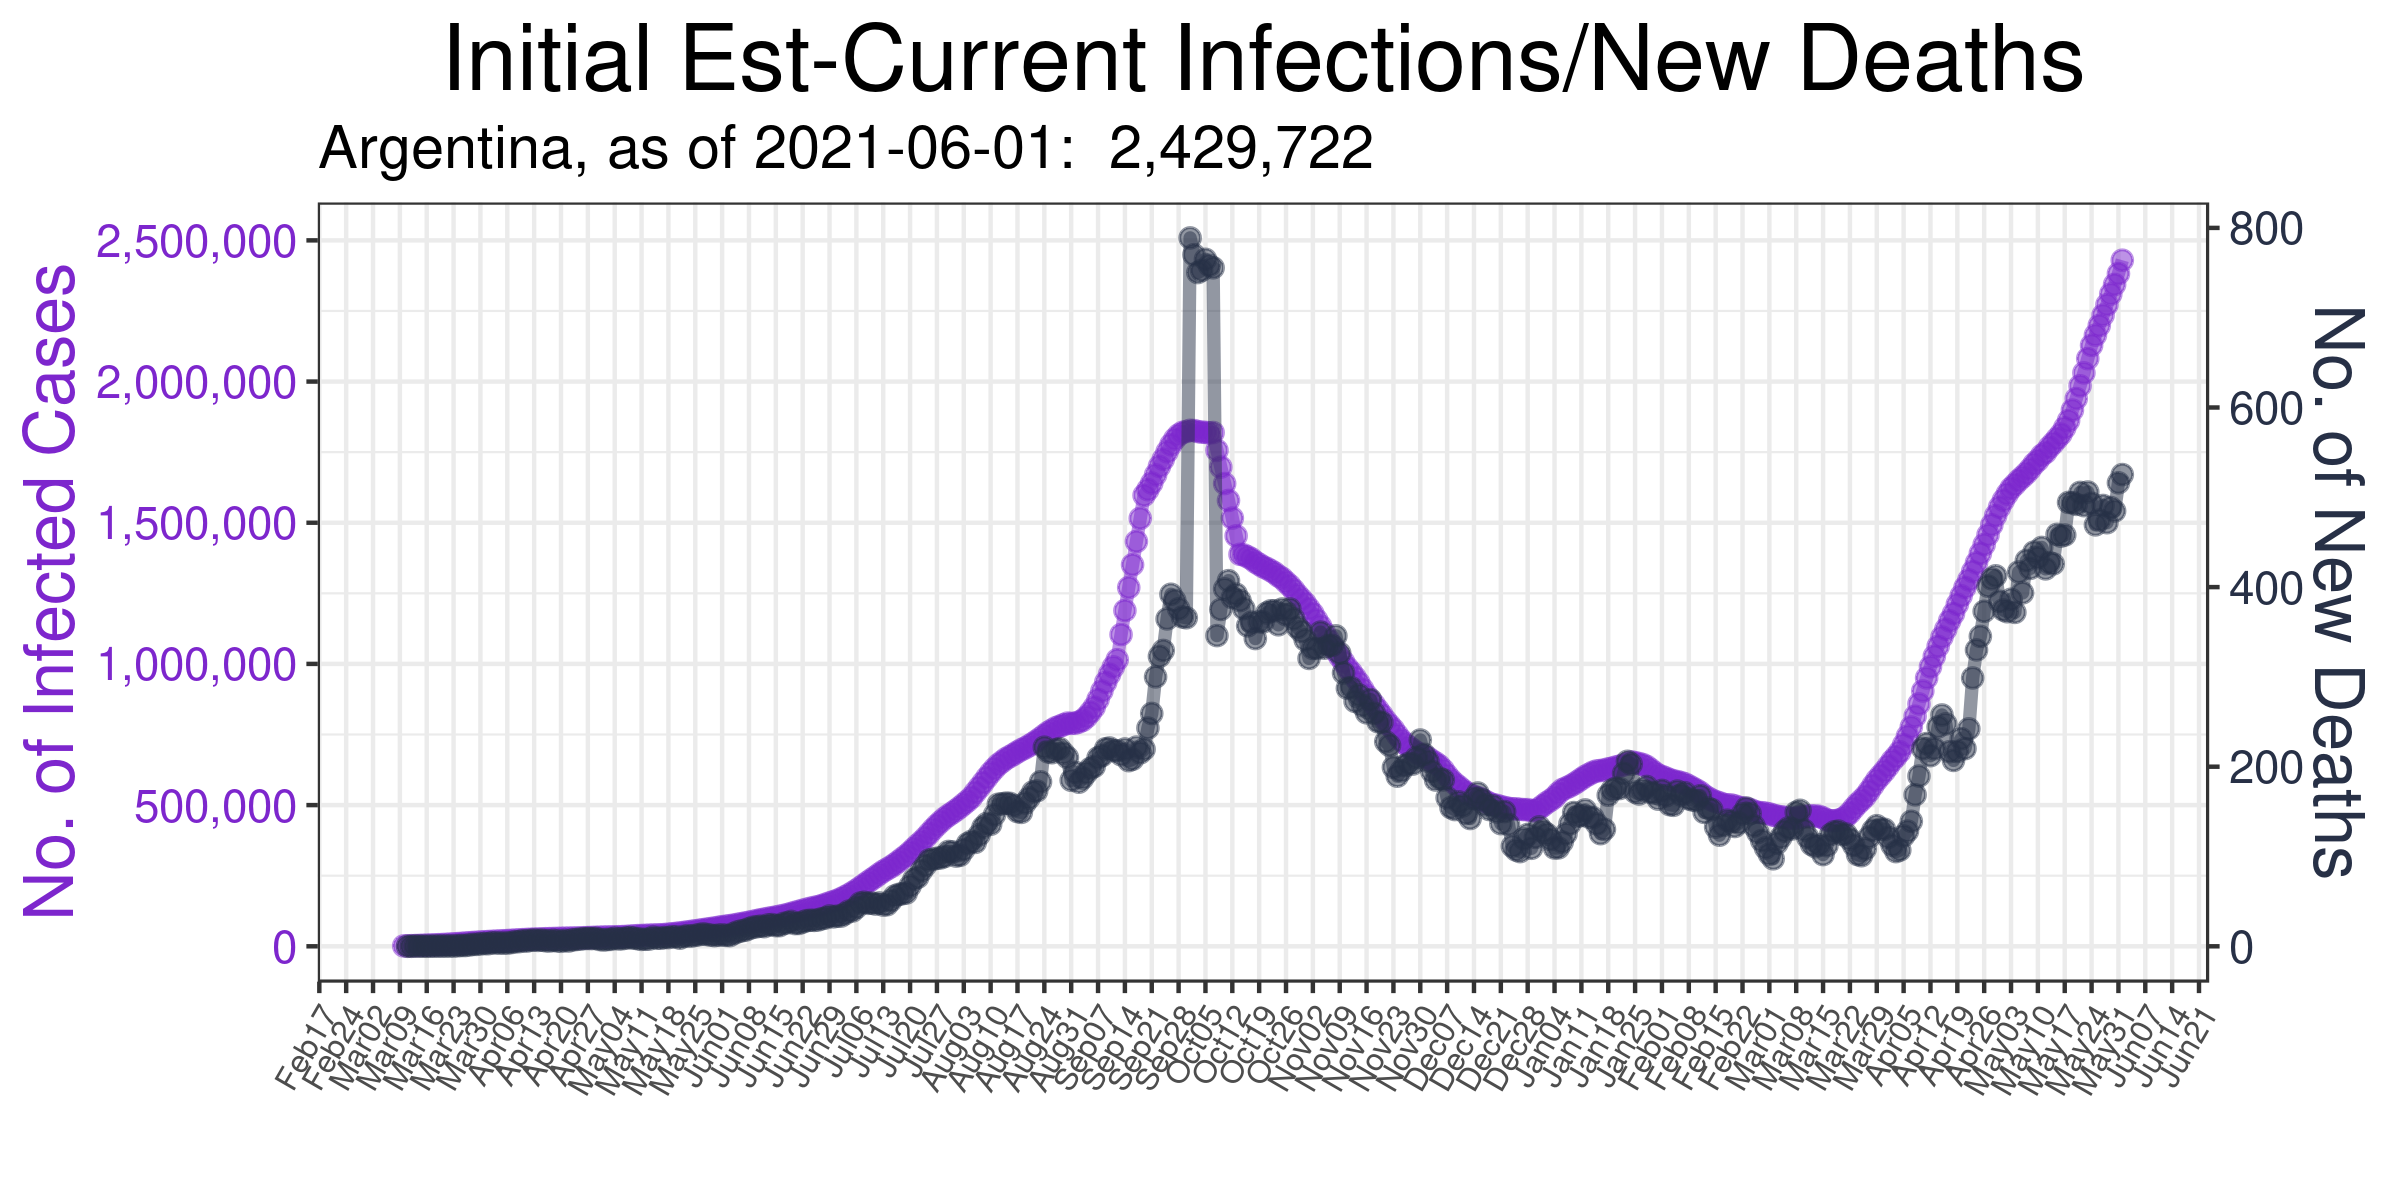 Initial Est-Current Infections/New Deaths
Argentina, as of 2021-06-01:  2,429,722
No. of Infected Cases
2,500,000
2,000,000
1,500,000
1,000,000
500,000
0
800
600
400
200
0
No. of New Deaths
Feb17
Feb24
Mar02
Mar09
Mar16
Mar23
Mar30
Apr06
Apr13
Apr20
Apr27
May04
May11
May18
May25
Jun01
Jun08
Jun15
Jun22
Jun29
Jul06
Jul13
Jul20
Jul27
Aug03
Aug10
Aug17
Aug24
Aug31
Sep07
Sep14
Sep21
Sep28
Oct05
Oct12
Oct19
Oct26
Nov02
Nov09
Nov16
Nov23
Nov30
Dec07
Dec14
Dec21
Dec28
Jan04
Jan11
Jan18
Jan25
Feb01
Feb08
Feb15
Feb22
Mar01
Mar08
Mar15
Mar22
Mar29
Apr05
Apr12
Apr19
Apr26
May03
May10
May17
May24
May31
Jun07
Jun14
Jun21